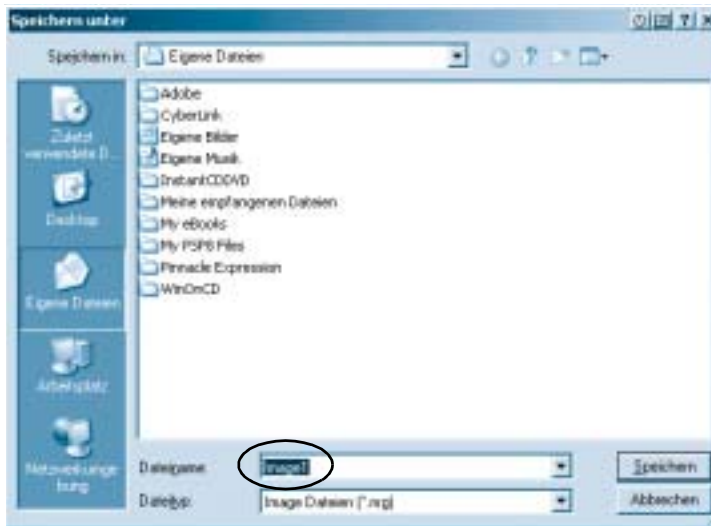 Speichern unter
Speichern in:
Eigene Dateien
Zuletzt
verwendete D...
Desktop
Eigene Dateien
Arbeitsplatz
Netzwerkumge
bung
Adobe
CyberLink
Eigene Bilder
Eigene Musik
InstantCDDVD
Meine empfangenen Dateien
My eBooks
My PSP8 Files
Pinnacle Expression
WinOnCD
Dateiname:
Image1
Speichern
Dateityp:
Image Dateien (*.nrg)
Abbrechen